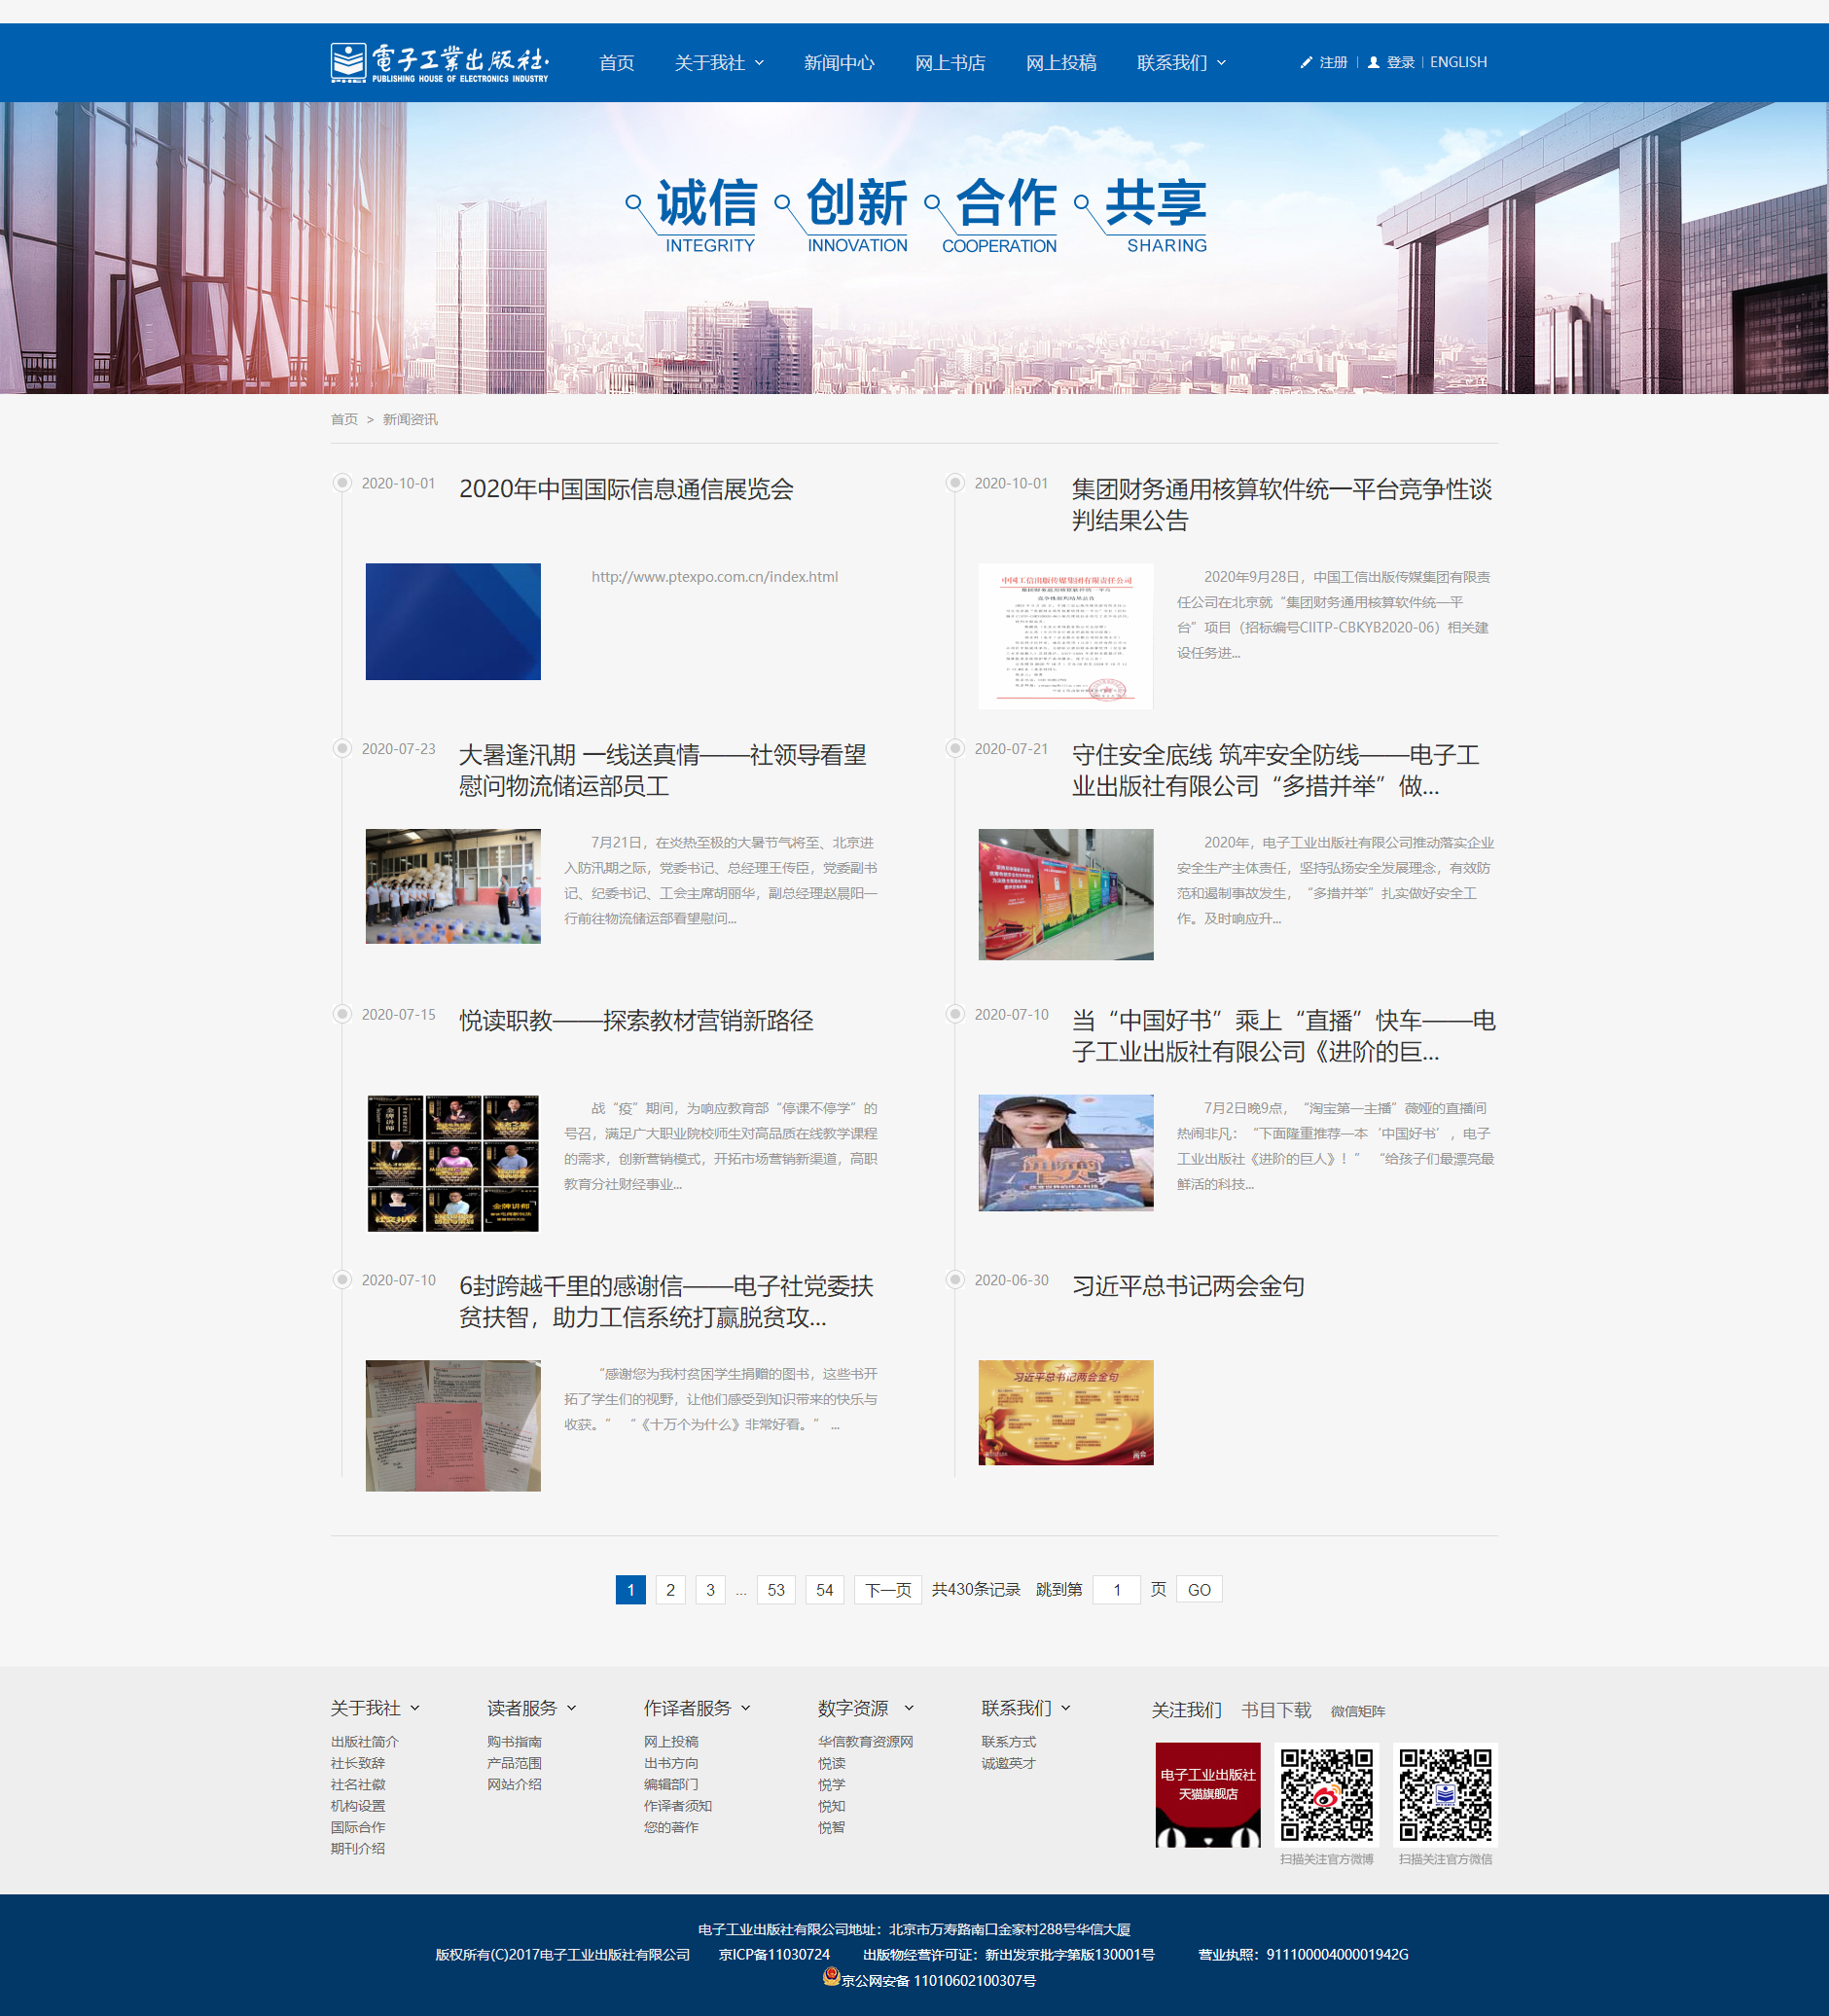 電子工業出版社
PUBLISHING HOUSE OF ELECTRONICS INDUSTRY
首页 关于我社 新闻中心 网上书店 网上投稿 联系我们 注册 登录 ENGLISH
诚信 创新 合作 共享
INTEGRITY INNOVATION COOPERATION SHARING
首页 > 新闻资讯
2020-10-01 2020年中国国际信息通信展览会
http://www.ptexpo.com.cn/index.html
2020-10-01 集团财务通用核算软件统一平台竞争性谈
判结果公告
中国工信出版传媒集团有限责任公司
2020年9月28日，中国工信出版传媒集团有限责
任公司在北京就“集团财务通用核算软件统一平
台”项目（招标编号CIITP-CBKYB2020-06）相关建
设任务进...
2020-07-23 大暑逢汛期 一线送真情——社领导看望
慰问物流储运部员工
7月21日，在炎热至极的大暑节气将至、北京进
入防汛期之际，党委书记、总经理王传臣，党委副书
记、纪委书记、工会主席胡丽华，副总经理赵晨阳一
行前往物流储运部看望慰问...
2020-07-21 守住安全底线 筑牢安全防线——电子工
业出版社有限公司“多措并举”做...
2020年，电子工业出版社有限公司推动落实企业
安全生产主体责任，坚持弘扬安全发展理念，有效防
范和遏制事故发生，“多措并举”扎实做好安全工
作。及时响应升...
2020-07-15 悦读职教——探索教材营销新路径
金牌讲师
战“疫”期间，为响应教育部“停课不停学”的
号召，满足广大职业院校师生对高品质在线教学课程
的需求，创新营销模式，开拓市场营销新渠道，高职
教育分社财经事业...
2020-07-10 当“中国好书”乘上“直播”快车——电
子工业出版社有限公司《进阶的巨...
7月2日晚9点，“淘宝第一主播”薇娅的直播间
热闹非凡：“下面隆重推荐一本‘中国好书’，电子
工业出版社《进阶的巨人》！” “给孩子们最漂亮最
鲜活的科技...
2020-07-10 6封跨越千里的感谢信——电子社党委扶
贫扶智，助力工信系统打赢脱贫攻...
“感谢您为我村贫困学生捐赠的图书，这些书开
拓了学生们的视野，让他们感受到知识带来的快乐与
收获。” “《十万个为什么》非常好看。” ...
2020-06-30 习近平总书记两会金句
习近平总书记两会金句
1 2 3 ... 53 54 下一页 共430条记录 跳到第 1 页 GO
关于我社
出版社简介
社长致辞
社名社徽
机构设置
国际合作
期刊介绍
读者服务
购书指南
产品范围
网站介绍
作译者服务
网上投稿
出书方向
编辑部门
作译者须知
您的著作
数字资源
华信教育资源网
悦读
悦学
悦知
悦智
联系我们
联系方式
诚邀英才
关注我们 书目下载 微信矩阵
电子工业出版社
天猫旗舰店
扫描关注官方微博 扫描关注官方微信
电子工业出版社有限公司地址：北京市万寿路南口金家村288号华信大厦
版权所有(C)2017电子工业出版社有限公司 京ICP备11030724 出版物经营许可证：新出发京批字第版130001号 营业执照：91110000400001942G
京公网安备 11010602100307号